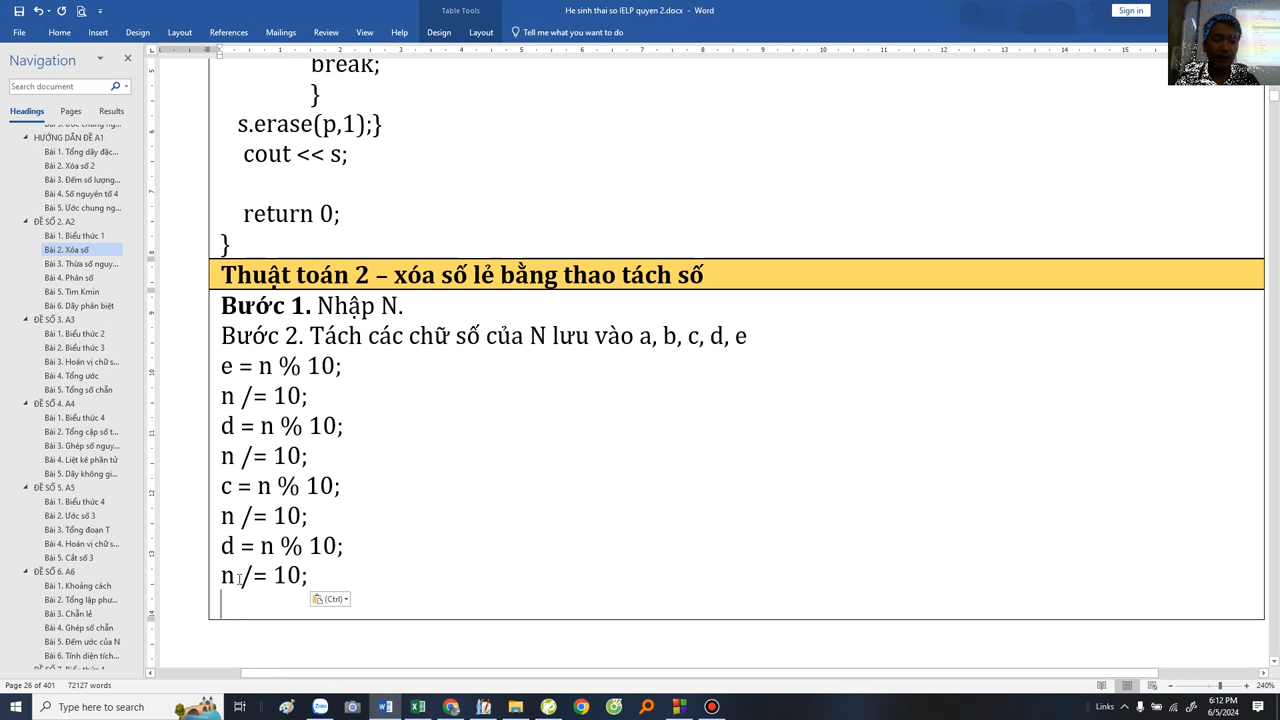 Table Tools
He sinh thai so IELP quyen 2.docx - Word
Sign in
File Home Insert Draw Design Layout References Mailings Review View Help Design Layout Tell me what you want to do
Navigation
Search document
Headings Pages Results
HƯỚNG DẪN ĐỀ A1
Bài 1. Tổng dãy đặc...
Bài 2. Xóa số 2
Bài 3. Đếm số lượng...
Bài 4. Số nguyên tố 4
Bài 5. Ước chung ng...
ĐỀ SỐ 2. A2
Bài 1. Biểu thức 1
Bài 2. Xóa số
Bài 3. Thừa số nguy...
Bài 4. Phân số
Bài 5. Tìm Kmin
Bài 6. Dãy phân biệt
ĐỀ SỐ 3. A3
Bài 1. Biểu thức 2
Bài 2. Biểu thức 3
Bài 3. Hoán vị chữ s...
Bài 4. Tổng ước
Bài 5. Tổng số chẵn
ĐỀ SỐ 4. A4
Bài 1. Biểu thức 4
Bài 2. Tổng cặp số t...
Bài 3. Ghép số nguy...
Bài 4. Liệt kê phần tử
Bài 5. Dãy không gi...
ĐỀ SỐ 5. A5
Bài 1. Biểu thức 4
Bài 2. Ước số 3
Bài 3. Tổng đoạn T
Bài 4. Hoán vị chữ s...
Bài 5. Cắt số 3
ĐỀ SỐ 6. A6
Bài 1. Khoảng cách
Bài 2. Tổng lập phư...
Bài 3. Chẵn lẻ
Bài 4. Ghép số chẵn
Bài 5. Đếm ước của N
Bài 6. Tính diện tích...
break;
}
s.erase(p,1);}
cout << s;
return 0;
}
Thuật toán 2 – xóa số lẻ bằng thao tách số
Bước 1. Nhập N.
Bước 2. Tách các chữ số của N lưu vào a, b, c, d, e
e = n % 10;
n /= 10;
d = n % 10;
n /= 10;
c = n % 10;
n /= 10;
d = n % 10;
n /= 10;
(Ctrl)
Page 26 of 401 72127 words
240%
Type here to search
Links
6:12 PM
6/5/2024